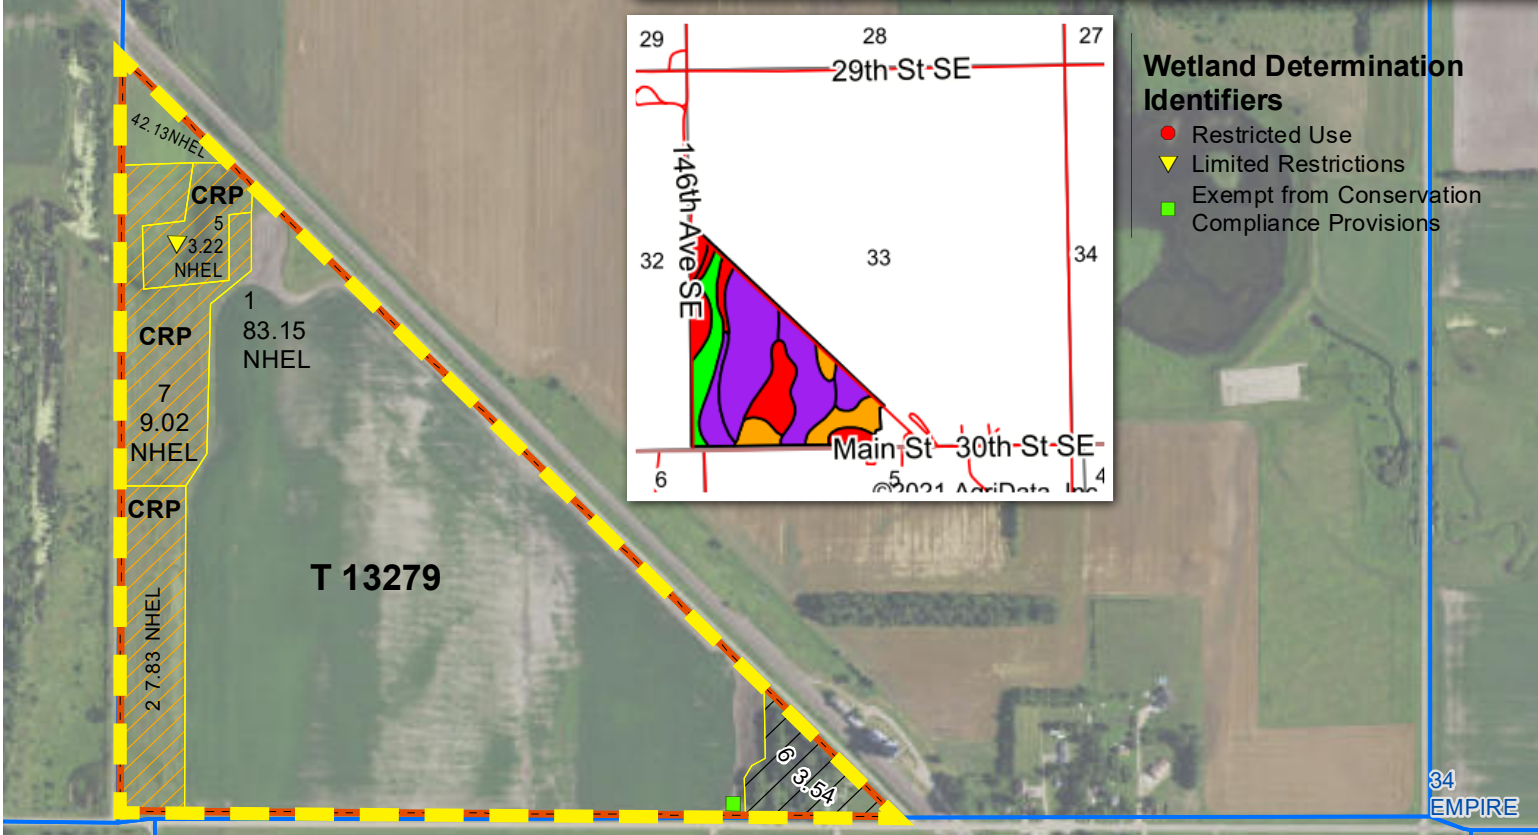 42.13NHEL
CRP
5
3.22
NHEL
1
83.15
NHEL
CRP
7
9.02
NHEL
CRP
2 7.83 NHEL
T 13279
6 3.54
29
28
27
29th St SE
146th Ave SE
32
33
34
Main St
30th St SE
6
5
4
©2021 AgriData, Inc
Wetland Determination
Identifiers
Restricted Use
Limited Restrictions
Exempt from Conservation
Compliance Provisions
34
EMPIRE